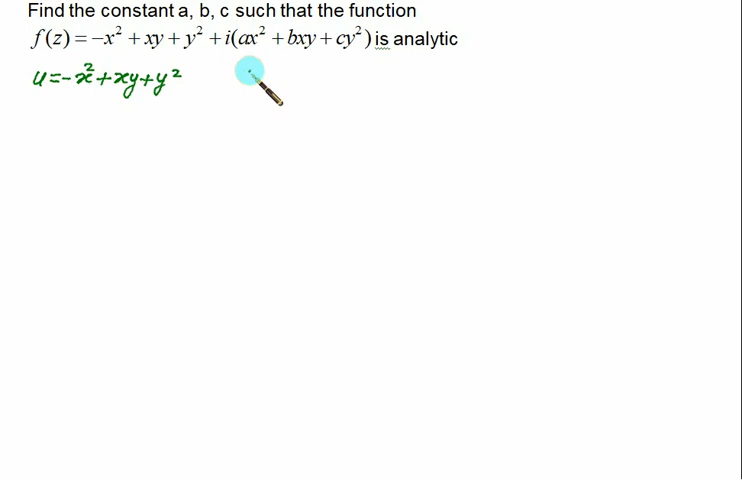 Find the constant a, b, c such that the function
f(z) = −x² + xy + y² + i(ax² + bxy + cy²) is analytic
u = −x² + xy + y²